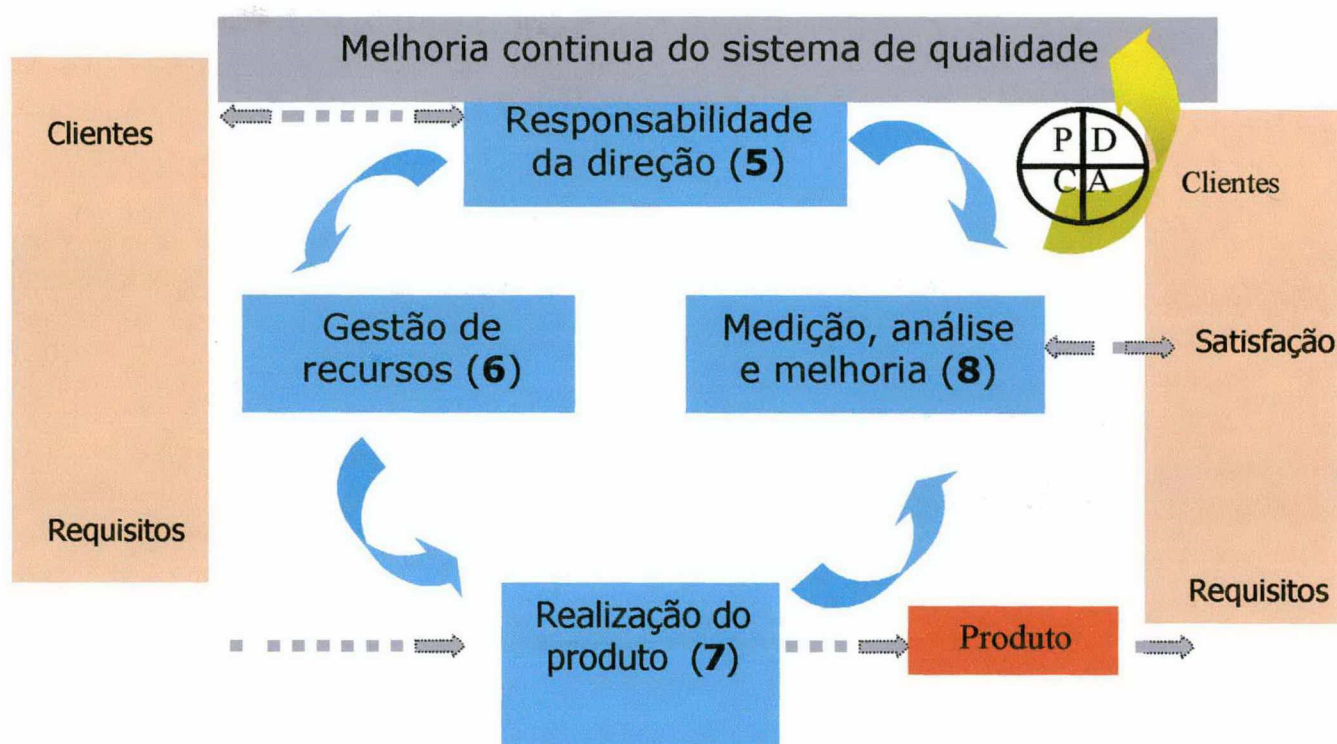 Melhoria continua do sistema de qualidade
Clientes
Responsabilidade
da direção (5)
P D
C A
Clientes
Gestão de
recursos (6)
Medição, análise
e melhoria (8)
Satisfação
Requisitos
Realização do
produto (7)
Produto
Requisitos